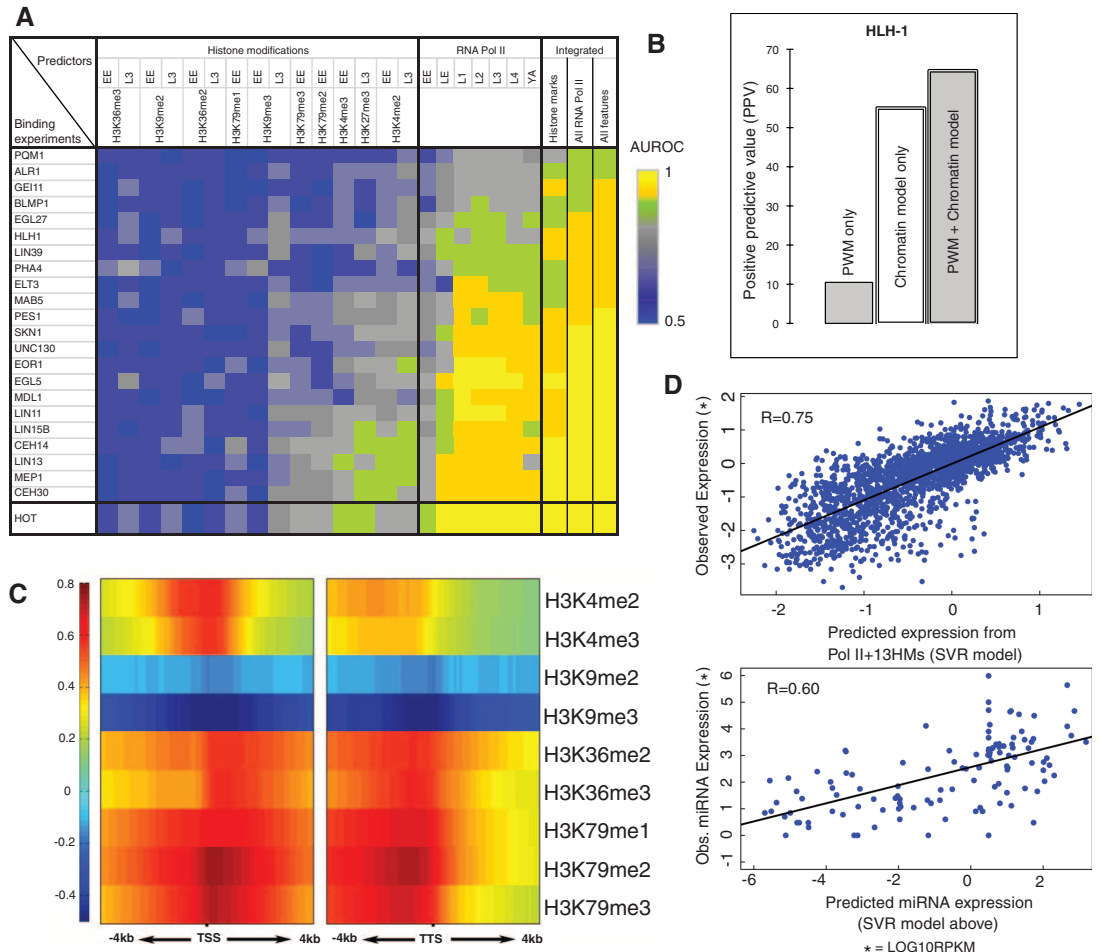 A
Predictors
Binding
experiments
Histone modifications
RNA Pol II
Integrated
EE
L3
EE
L3
EE
L3
EE
EE
L3
EE
EE
EE
L3
EE
L3
EE
LE
L1
L2
L3
L4
YA
H3K36me3
H3K9me2
H3K36me2
H3K79me1
H3K9me3
H3K79me3
H3K79me2
H3K4me3
H3K27me3
H3K4me2
Histone marks
All RNA Pol II
All features
PQM1
ALR1
GEI11
BLMP1
EGL27
HLH1
LIN39
PHA4
ELT3
MAB5
PES1
SKN1
UNC130
EOR1
EGL5
MDL1
LIN11
LIN15B
CEH14
LIN13
MEP1
CEH30
HOT
AUROC
1
0.5
B
HLH-1
Positive predictive value (PPV)
70
60
50
40
30
20
10
0
PWM only
Chromatin model only
PWM + Chromatin model
C
0.8
0.6
0.4
0.2
0
-0.2
-0.4
H3K4me2
H3K4me3
H3K9me2
H3K9me3
H3K36me2
H3K36me3
H3K79me1
H3K79me2
H3K79me3
-4kb TSS 4kb
-4kb TTS 4kb
D
R=0.75
Observed Expression (*)
2
1
0
-1
-2
-3
-2 -1 0 1
Predicted expression from
Pol II+13HMs (SVR model)
R=0.60
Obs. miRNA Expression (*)
6
5
4
3
2
1
0
-1
-6 -4 -2 0 2
Predicted miRNA expression
(SVR model above)
* = LOG10RPKM